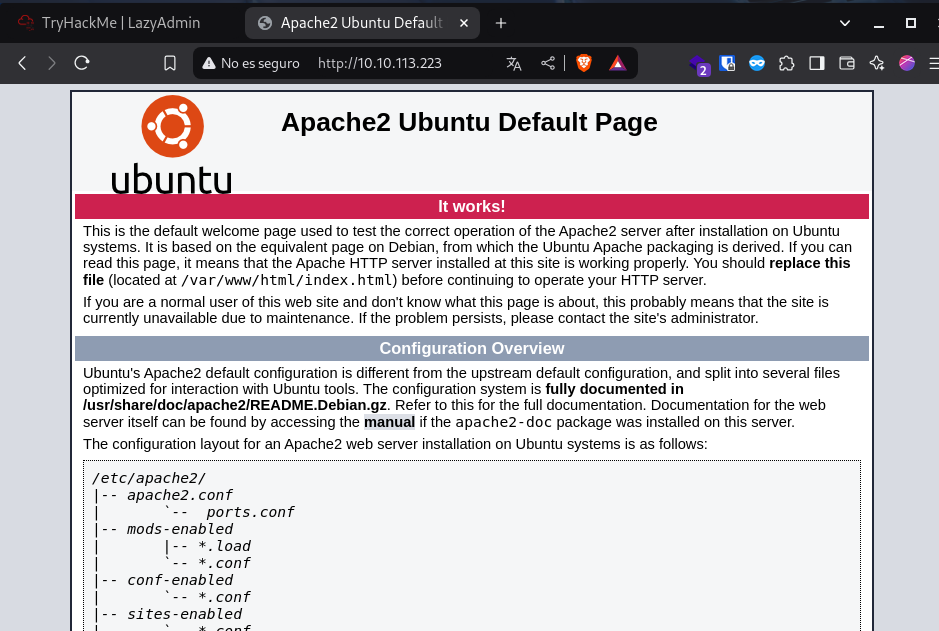 TryHackMe | LazyAdmin
Apache2 Ubuntu Default
No es seguro
http://10.10.113.223
2
ubuntu
Apache2 Ubuntu Default Page
It works!
This is the default welcome page used to test the correct operation of the Apache2 server after installation on Ubuntu
systems. It is based on the equivalent page on Debian, from which the Ubuntu Apache packaging is derived. If you can
read this page, it means that the Apache HTTP server installed at this site is working properly. You should replace this
file (located at /var/www/html/index.html) before continuing to operate your HTTP server.
If you are a normal user of this web site and don't know what this page is about, this probably means that the site is
currently unavailable due to maintenance. If the problem persists, please contact the site's administrator.
Configuration Overview
Ubuntu's Apache2 default configuration is different from the upstream default configuration, and split into several files
optimized for interaction with Ubuntu tools. The configuration system is fully documented in
/usr/share/doc/apache2/README.Debian.gz. Refer to this for the full documentation. Documentation for the web
server itself can be found by accessing the manual if the apache2-doc package was installed on this server.
The configuration layout for an Apache2 web server installation on Ubuntu systems is as follows:
/etc/apache2/
|-- apache2.conf
|       `--  ports.conf
|-- mods-enabled
|       |-- *.load
|       `-- *.conf
|-- conf-enabled
|       `-- *.conf
|-- sites-enabled
|       `-- *.conf